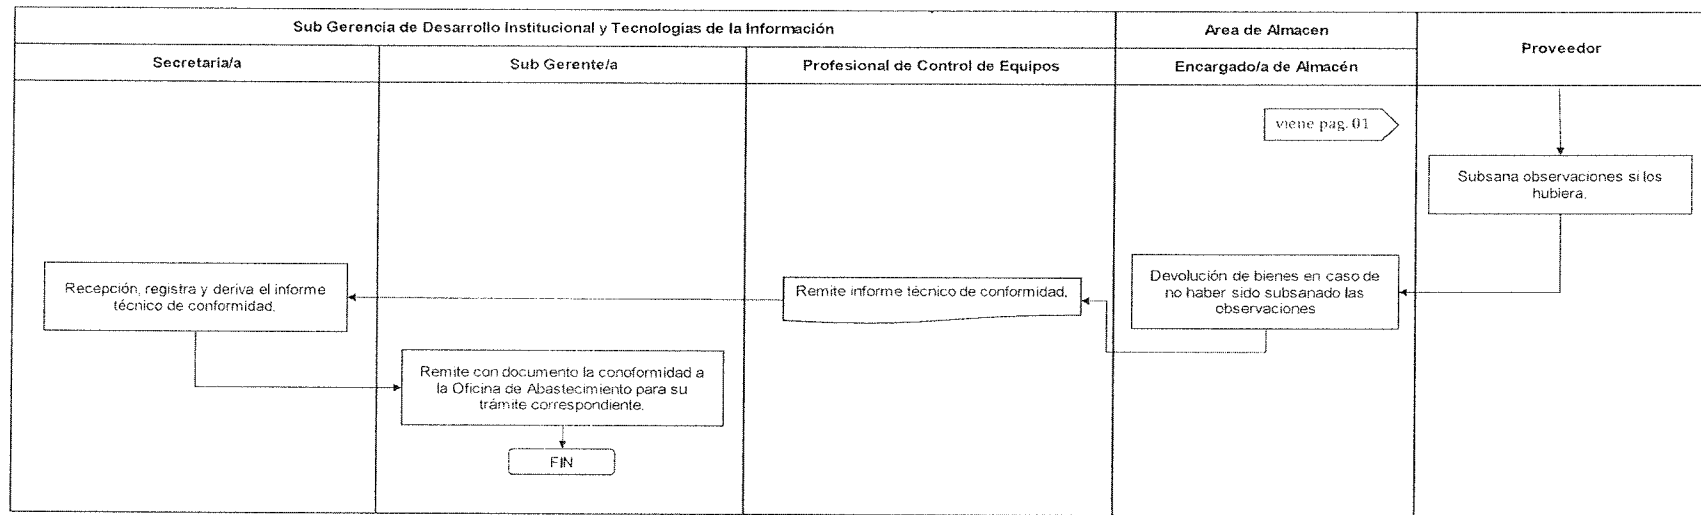 Sub Gerencia de Desarrollo Institucional y Tecnologías de la Información
Area de Almacen
Proveedor
Secretaria/a
Sub Gerente/a
Profesional de Control de Equipos
Encargado/a de Almacén
viene pag. 01
Subsana observaciones si los
hubiera.
Recepción, registra y deriva el informe
técnico de conformidad.
Remite informe técnico de conformidad.
Devolución de bienes en caso de
no haber sido subsanado las
observaciones
Remite con documento la conoformidad a
la Oficina de Abastecimiento para su
trámite correspondiente.
FIN